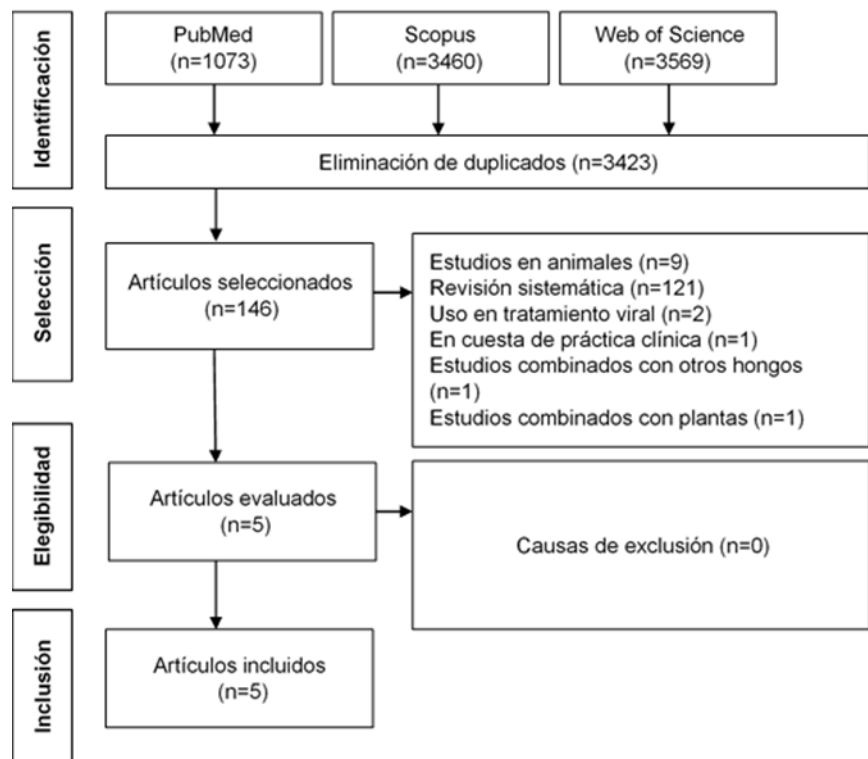 Identificación
PubMed
(n=1073)
Scopus
(n=3460)
Web of Science
(n=3569)
Eliminación de duplicados (n=3423)
Selección
Artículos seleccionados
(n=146)
Estudios en animales (n=9)
Revisión sistemática (n=121)
Uso en tratamiento viral (n=2)
En cuesta de práctica clínica (n=1)
Estudios combinados con otros hongos
(n=1)
Estudios combinados con plantas (n=1)
Elegibilidad
Artículos evaluados
(n=5)
Causas de exclusión (n=0)
Inclusión
Artículos incluidos
(n=5)